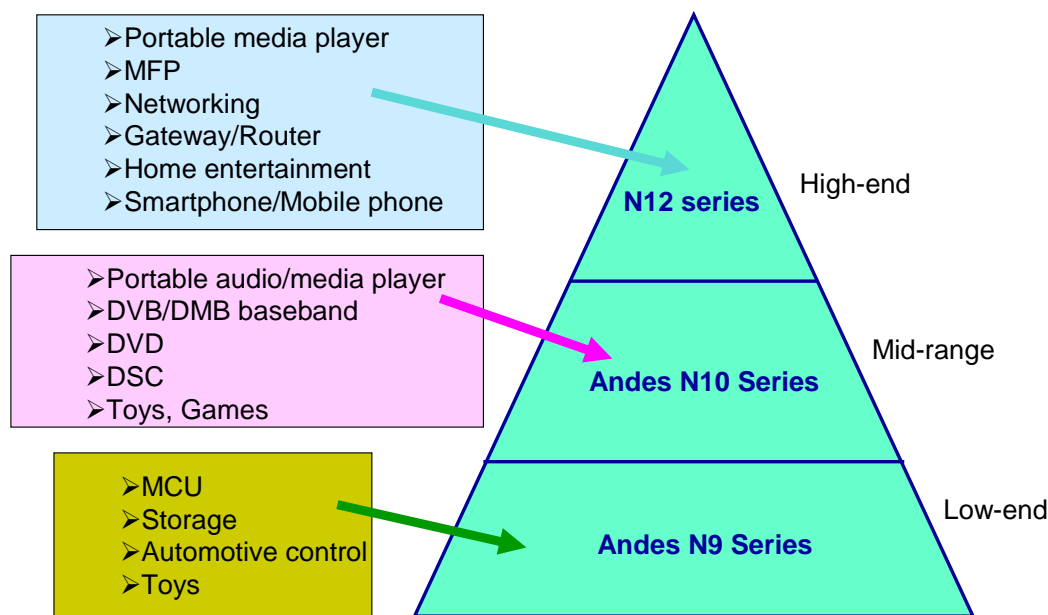 ➢Portable media player
➢MFP
➢Networking
➢Gateway/Router
➢Home entertainment
➢Smartphone/Mobile phone
N12 series
High-end
➢Portable audio/media player
➢DVB/DMB baseband
➢DVD
➢DSC
➢Toys, Games
Andes N10 Series
Mid-range
➢MCU
➢Storage
➢Automotive control
➢Toys
Andes N9 Series
Low-end